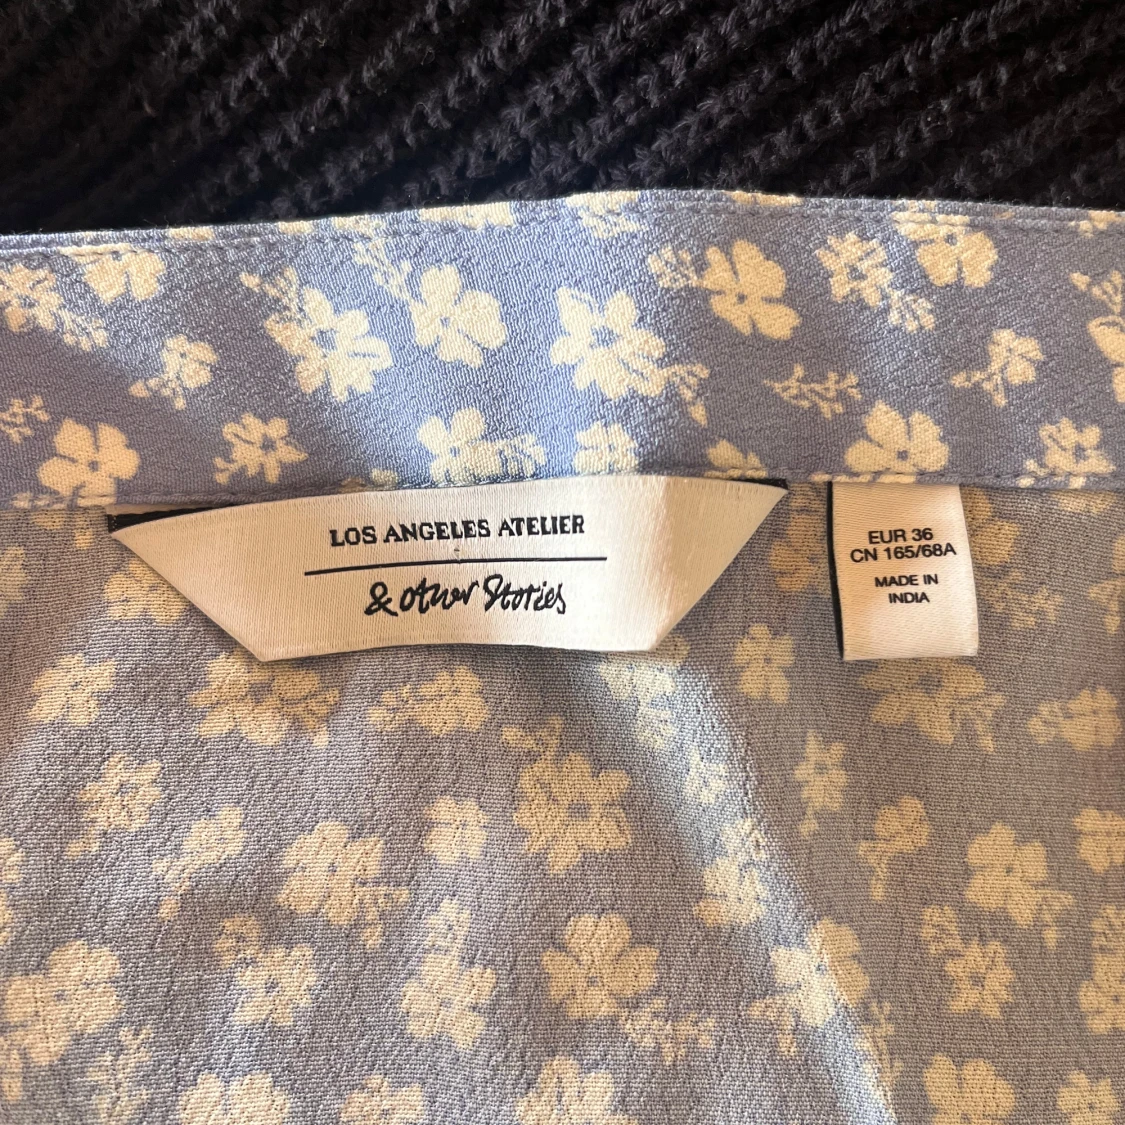 LOS ANGELES ATELIER
& other Stories
EUR 36
CN 165/68A
MADE IN
INDIA